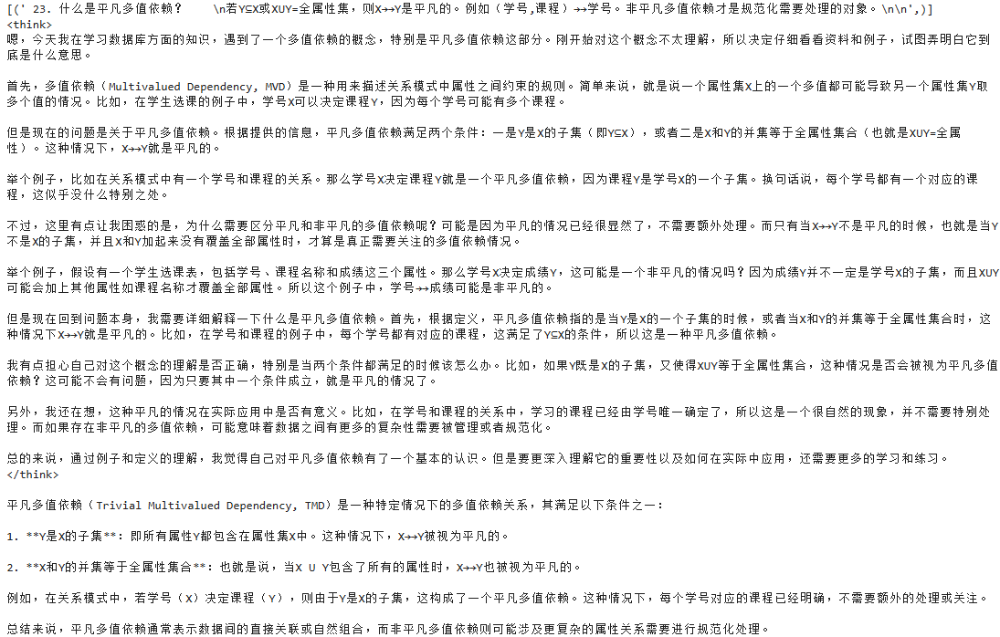 [(' 23. 什么是平凡多值依赖？    \n若Y⊆X或XUY=全属性集，则X→→Y是平凡的。例如（学号,课程）→→学号。非平凡多值依赖才是规范化需要处理的对象。\n\n',)]
<think>
嗯，今天我在学习数据库方面的知识，遇到了一个多值依赖的概念，特别是平凡多值依赖这部分。刚开始对这个概念不太理解，所以决定仔细看看资料和例子，试图弄明白它到
底是什么意思。
首先，多值依赖（Multivalued Dependency, MVD）是一种用来描述关系模式中属性之间约束的规则。简单来说，就是说一个属性集X上的一个多值都可能导致另一个属性集Y取
多个值的情况。比如，在学生选课的例子中，学号X可以决定课程Y，因为每个学号可能有多个课程。
但是现在的问题是关于平凡多值依赖。根据提供的信息，平凡多值依赖满足两个条件：一是Y是X的子集（即Y⊆X），或者二是X和Y的并集等于全属性集合（也就是XUY=全属
性）。这种情况下，X→→Y就是平凡的。
举个例子，比如在关系模式中有一个学号和课程的关系。那么学号X决定课程Y就是一个平凡多值依赖，因为课程Y是学号X的一个子集。换句话说，每个学号都有一个对应的课
程，这似乎没什么特别之处。
不过，这里有点让我困惑的是，为什么需要区分平凡和非平凡的多值依赖呢？可能是因为平凡的情况已经很显然了，不需要额外处理。而只有当X→→Y不是平凡的时候，也就是当Y
不是X的子集，并且X和Y加起来没有覆盖全部属性时，才算是真正需要关注的多值依赖情况。
举个例子，假设有一个学生选课表，包括学号、课程名称和成绩这三个属性。那么学号X决定成绩Y，这可能是一个非平凡的情况吗？因为成绩Y并不一定是学号X的子集，而且XUY
可能会加上其他属性如课程名称才覆盖全部属性。所以这个例子中，学号→→成绩可能是非平凡的。
但是现在回到问题本身，我需要详细解释一下什么是平凡多值依赖。首先，根据定义，平凡多值依赖指的是当Y是X的一个子集的时候，或者当X和Y的并集等于全属性集合时，这
种情况下X→→Y就是平凡的。比如，在学号和课程的例子中，每个学号都有对应的课程，这满足了Y⊆X的条件，所以这是一种平凡多值依赖。
我有点担心自己对这个概念的理解是否正确，特别是当两个条件都满足的时候该怎么办。比如，如果Y既是X的子集，又使得XUY等于全属性集合，这种情况是否会被视为平凡多值
依赖？这可能不会有问题，因为只要其中一个条件成立，就是平凡的情况了。
另外，我还在想，这种平凡的情况在实际应用中是否有意义。比如，在学号和课程的关系中，学习的课程已经由学号唯一确定了，所以这是一个很自然的现象，并不需要特别处
理。而如果存在非平凡的多值依赖，可能意味着数据之间有更多的复杂性需要被管理或者规范化。
总的来说，通过例子和定义的理解，我觉得自己对平凡多值依赖有了一个基本的认识。但是要更深入理解它的重要性以及如何在实际中应用，还需要更多的学习和练习。
</think>
平凡多值依赖（Trivial Multivalued Dependency, TMD）是一种特定情况下的多值依赖关系，其满足以下条件之一：
1. **Y是X的子集**：即所有属性Y都包含在属性集X中。这种情况下，X→→Y被视为平凡的。
2. **X和Y的并集等于全属性集合**：也就是说，当X U Y包含了所有的属性时，X→→Y也被视为平凡的。
例如，在关系模式中，若学号（X）决定课程（Y），则由于Y是X的子集，这构成了一个平凡多值依赖。这种情况下，每个学号对应的课程已经明确，不需要额外的处理或关注。
总结来说，平凡多值依赖通常表示数据间的直接关联或自然组合，而非平凡多值依赖则可能涉及更复杂的属性关系需要进行规范化处理。